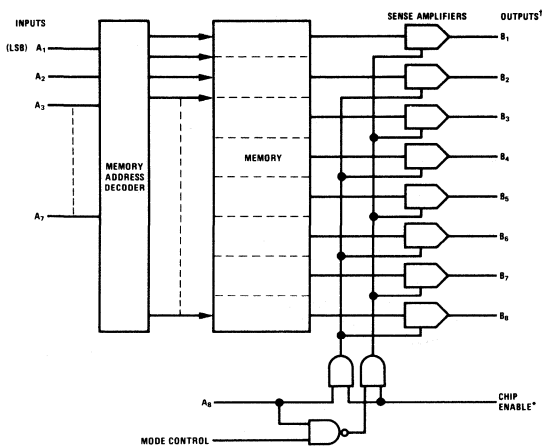 INPUTS
SENSE AMPLIFIERS
OUTPUTS†
(LSB) A1
B1
A2
B2
A3
B3
MEMORY ADDRESS DECODER
MEMORY
B4
B5
A7
B6
B7
B8
A8
CHIP ENABLE*
MODE CONTROL